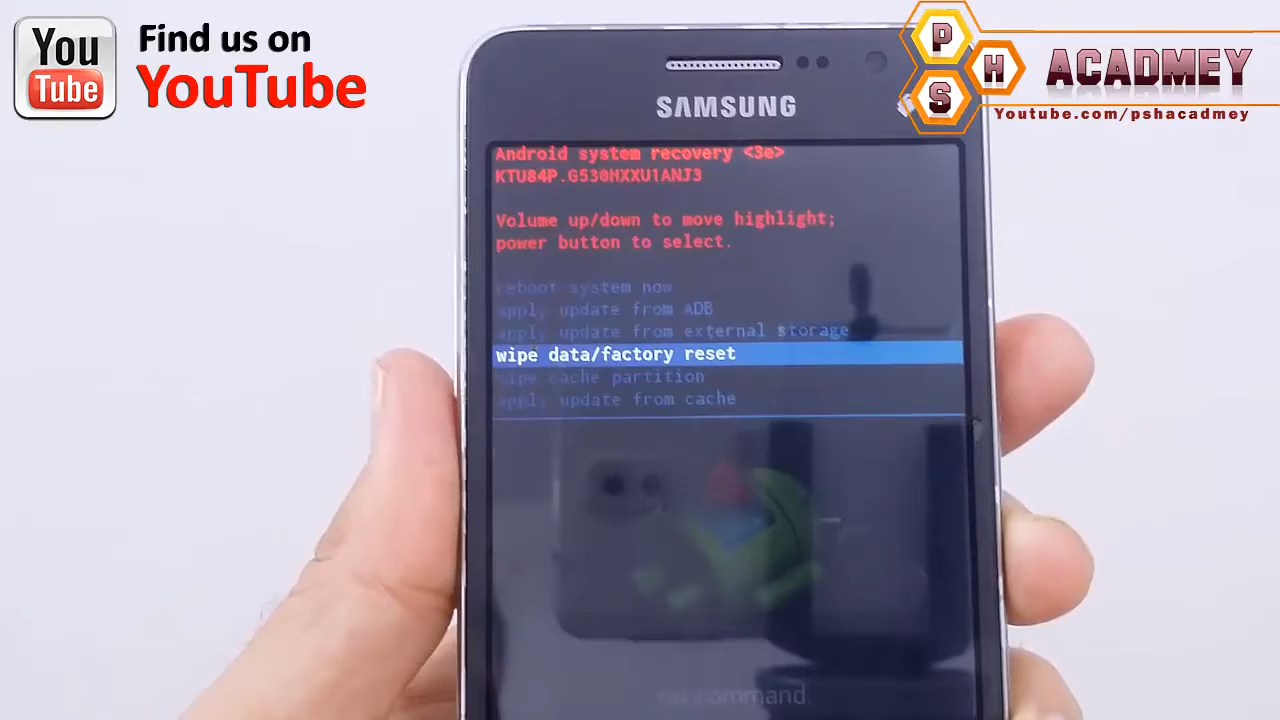 You
Tube
Find us on
YouTube
P
S
H
ACADMEY
Youtube.com/pshacadmey
SAMSUNG
Android system recovery <3e>
KTU84P.G530HXXU1ANJ3
Volume up/down to move highlight;
power button to select.
reboot system now
apply update from ADB
apply update from external storage
wipe data/factory reset
wipe cache partition
apply update from cache
no command.